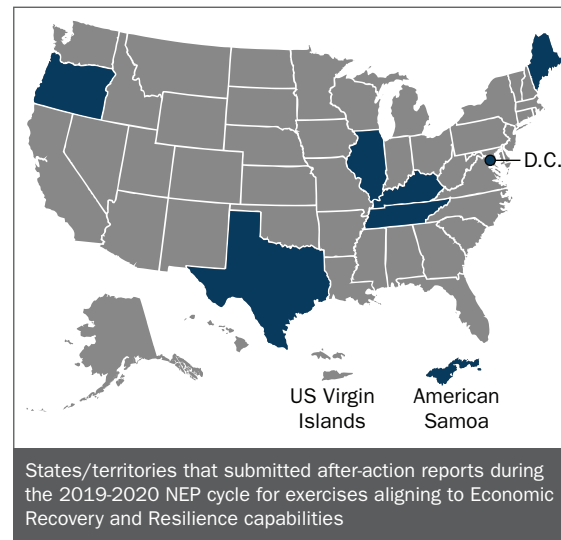 D.C.
US Virgin
Islands
American
Samoa
States/territories that submitted after-action reports during
the 2019-2020 NEP cycle for exercises aligning to Economic
Recovery and Resilience capabilities